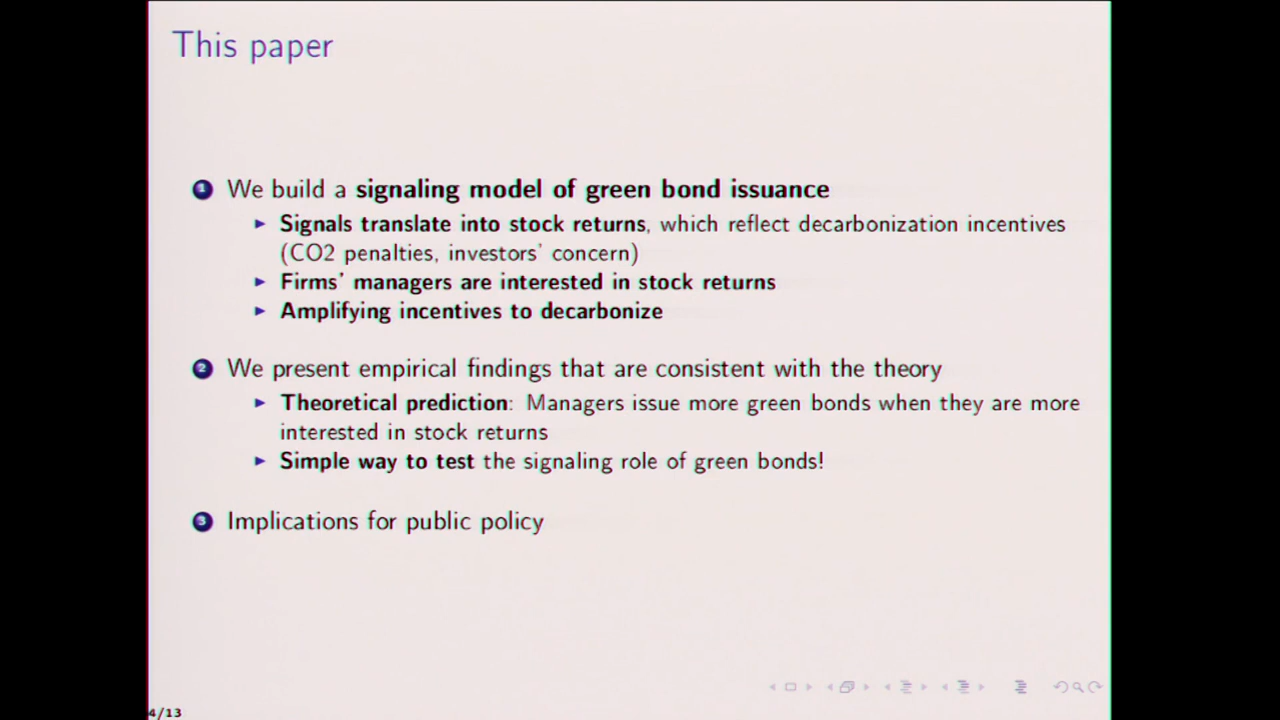 This paper
1 We build a signaling model of green bond issuance
▶ Signals translate into stock returns, which reflect decarbonization incentives
(CO2 penalties, investors' concern)
▶ Firms' managers are interested in stock returns
▶ Amplifying incentives to decarbonize
2 We present empirical findings that are consistent with the theory
▶ Theoretical prediction: Managers issue more green bonds when they are more
interested in stock returns
▶ Simple way to test the signaling role of green bonds!
3 Implications for public policy
4/13